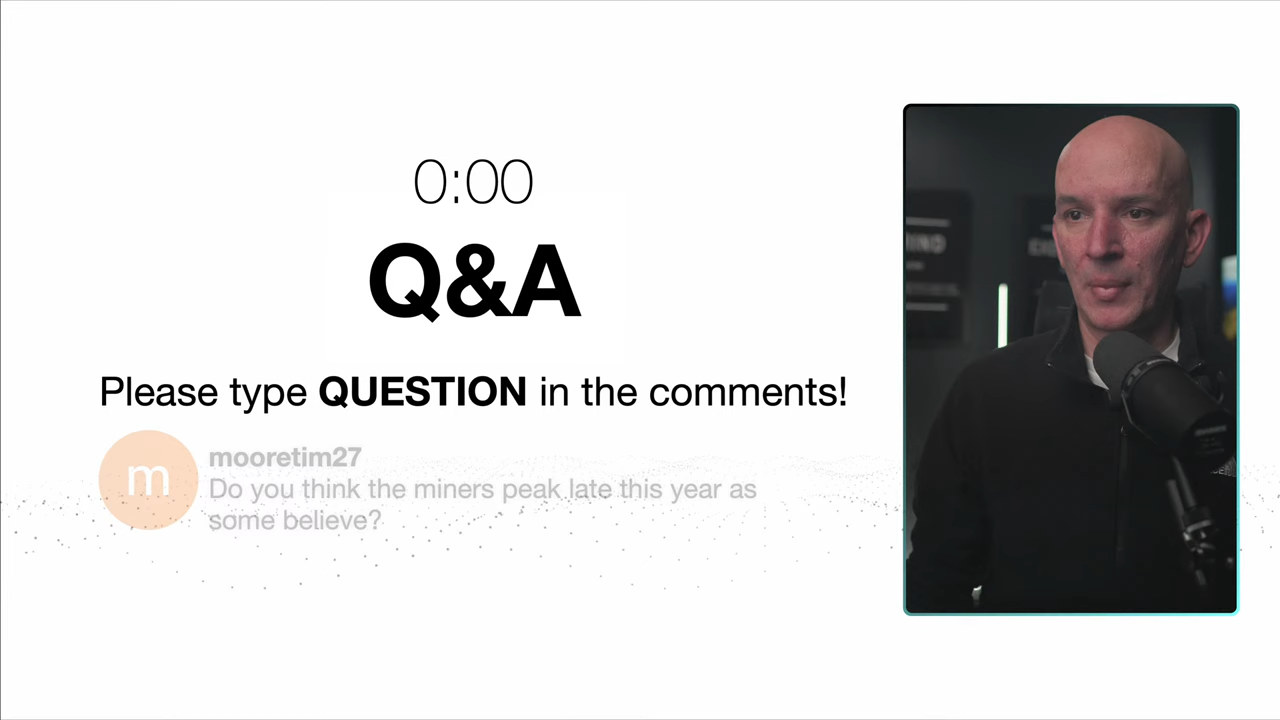 0:00
Q&A
Please type QUESTION in the comments!
m
mooretim27
Do you think the miners peak late this year as
some believe?